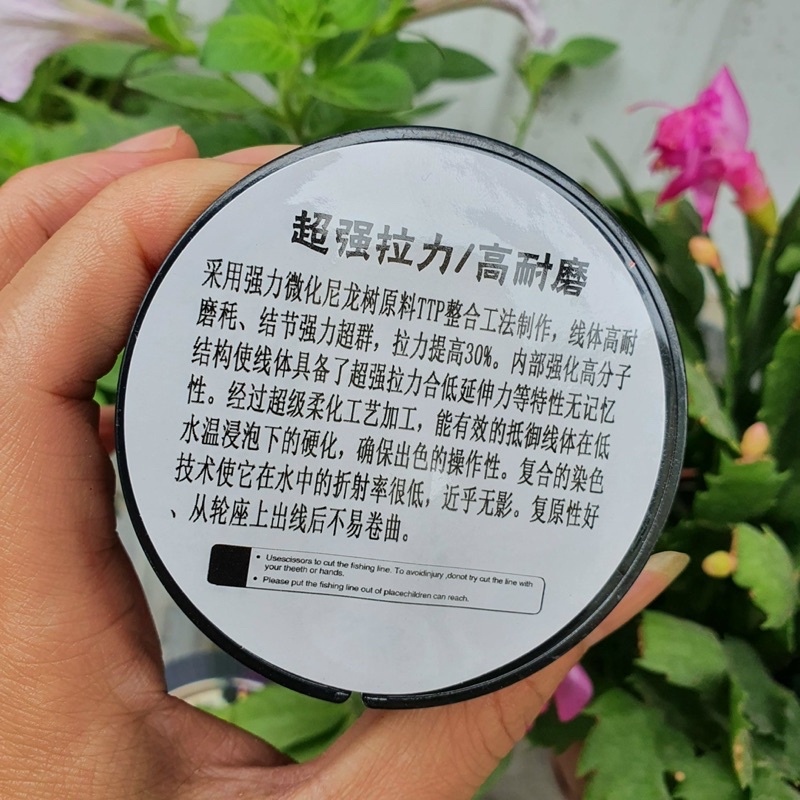 超强拉力/高耐磨
采用强力微化尼龙树原料TTP整合工法制作，线体高耐
磨耗、结节强力超群，拉力提高30%。内部强化高分子
结构使线体具备了超强拉力合低延伸力等特性无记忆
性。经过超级柔化工艺加工，能有效的抵御线体在低
水温浸泡下的硬化，确保出色的操作性。复合的染色
技术使它在水中的折射率很低，近乎无影。复原性好
、从轮座上出线后不易卷曲。
• Usescissors to cut the fishing line. To avoidinjury ,donot try cut the line with
your theeth or hands.
• Please put the fishing line out of placechildren can reach.